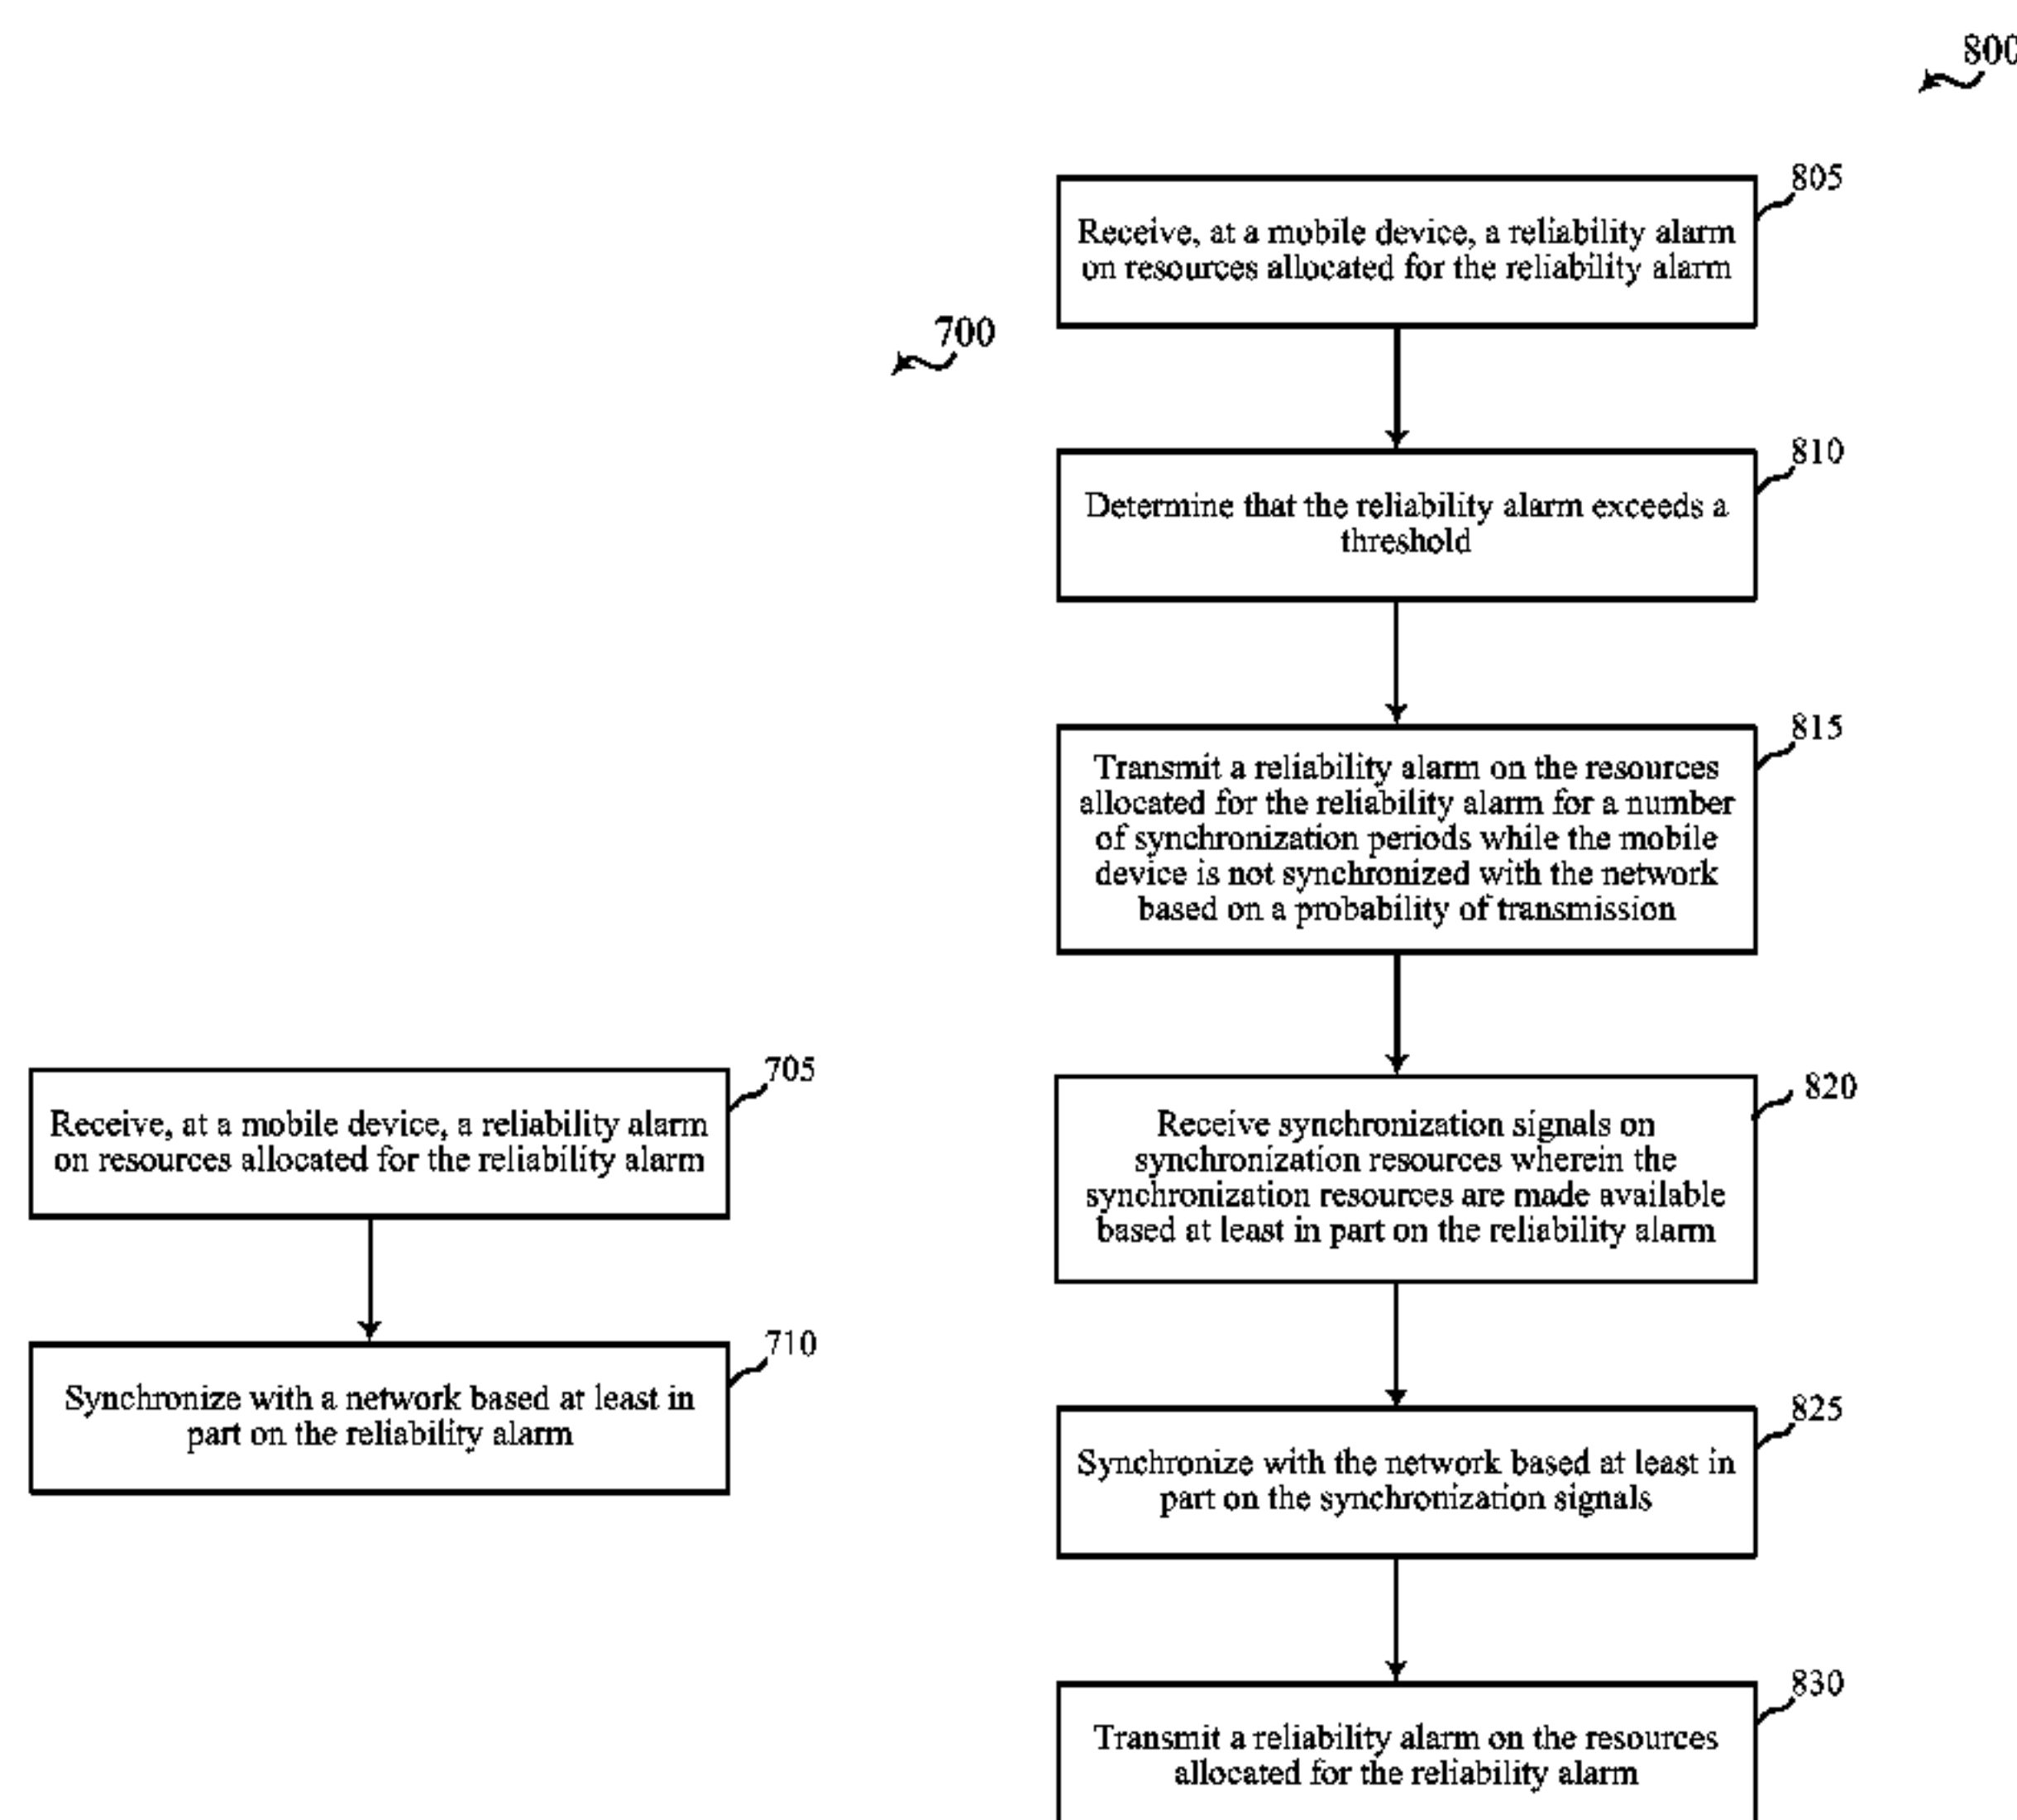 700
705
Receive, at a mobile device, a reliability alarm
on resources allocated for the reliability alarm
710
Synchronize with a network based at least in
part on the reliability alarm
800
805
Receive, at a mobile device, a reliability alarm
on resources allocated for the reliability alarm
810
Determine that the reliability alarm exceeds a
threshold
815
Transmit a reliability alarm on the resources
allocated for the reliability alarm for a number
of synchronization periods while the mobile
device is not synchronized with the network
based on a probability of transmission
820
Receive synchronization signals on
synchronization resources wherein the
synchronization resources are made available
based at least in part on the reliability alarm
825
Synchronize with the network based at least in
part on the synchronization signals
830
Transmit a reliability alarm on the resources
allocated for the reliability alarm